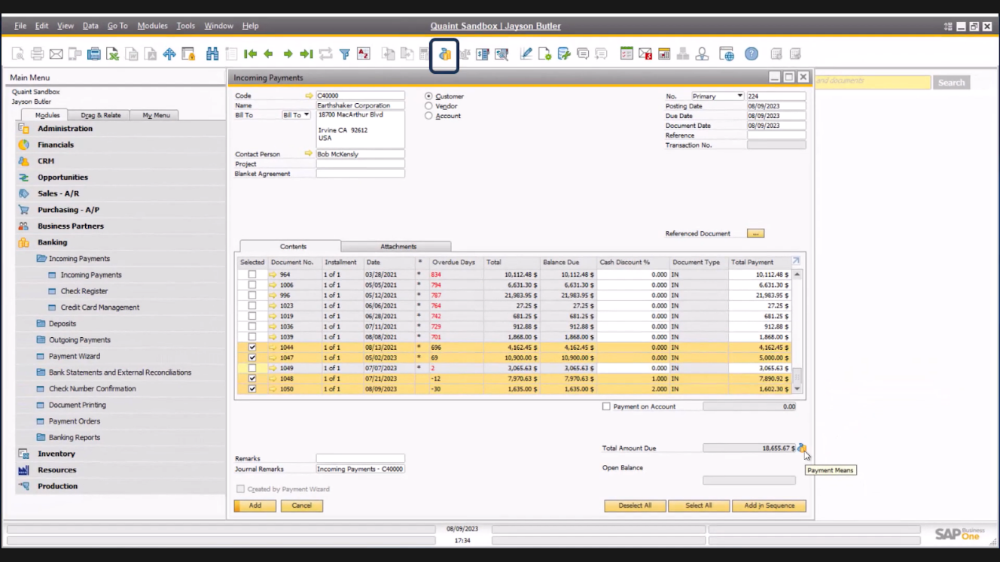 File Edit View Data Go To Modules Tools Window Help
Quaint Sandbox | Jayson Butler
Main Menu
Quaint Sandbox
Jayson Butler
Modules Drag & Relate My Menu
Administration
Financials
CRM
Opportunities
Sales - A/R
Purchasing - A/P
Business Partners
Banking
Incoming Payments
Incoming Payments
Check Register
Credit Card Management
Deposits
Outgoing Payments
Payment Wizard
Bank Statements and External Reconciliations
Check Number Confirmation
Document Printing
Payment Orders
Banking Reports
Inventory
Resources
Production
and documents Search
Incoming Payments
Code C40000
Name Earthshaker Corporation
Bill To Bill To 18700 MacArthur Blvd
Irvine CA 92612
USA
Contact Person Bob McKensly
Project
Blanket Agreement
Customer
Vendor
Account
No. Primary 224
Posting Date 08/09/2023
Due Date 08/09/2023
Document Date 08/09/2023
Reference
Transaction No.
Referenced Document ...
Contents Attachments
Selected Document No. Installment Date * Overdue Days Total Balance Due Cash Discount % Document Type Total Payment
964 1 of 1 03/28/2021 * 834 10,112.48 $ 10,112.48 $ 0.000 IN 10,112.48 $
1006 1 of 1 05/05/2021 * 794 6,631.30 $ 6,631.30 $ 0.000 IN 6,631.30 $
996 1 of 1 05/12/2021 * 787 21,983.95 $ 21,983.95 $ 0.000 IN 21,983.95 $
1023 1 of 1 06/06/2021 * 764 27.25 $ 27.25 $ 0.000 IN 27.25 $
1019 1 of 1 06/28/2021 * 742 681.25 $ 681.25 $ 0.000 IN 681.25 $
1036 1 of 1 07/11/2021 * 729 912.88 $ 912.88 $ 0.000 IN 912.88 $
1039 1 of 1 08/08/2021 * 701 1,868.00 $ 1,868.00 $ 0.000 IN 1,868.00 $
1044 1 of 1 08/13/2021 * 696 4,162.45 $ 4,162.45 $ 0.000 IN 4,162.45 $
1047 1 of 1 05/02/2023 * 69 10,900.00 $ 10,900.00 $ 0.000 IN 5,000.00 $
1049 1 of 1 07/07/2023 * 2 3,065.63 $ 3,065.63 $ 0.000 IN 3,065.63 $
1048 1 of 1 07/21/2023 -12 7,970.63 $ 7,970.63 $ 1.000 IN 7,890.92 $
1050 1 of 1 08/09/2023 -30 1,635.00 $ 1,635.00 $ 2.000 IN 1,602.30 $
Payment on Account 0.00
Total Amount Due 18,655.67 $
Payment Means
Open Balance
Remarks
Journal Remarks Incoming Payments - C40000
Created by Payment Wizard
Add Cancel Deselect All Select All Add in Sequence
08/09/2023
17:34
SAP Business One